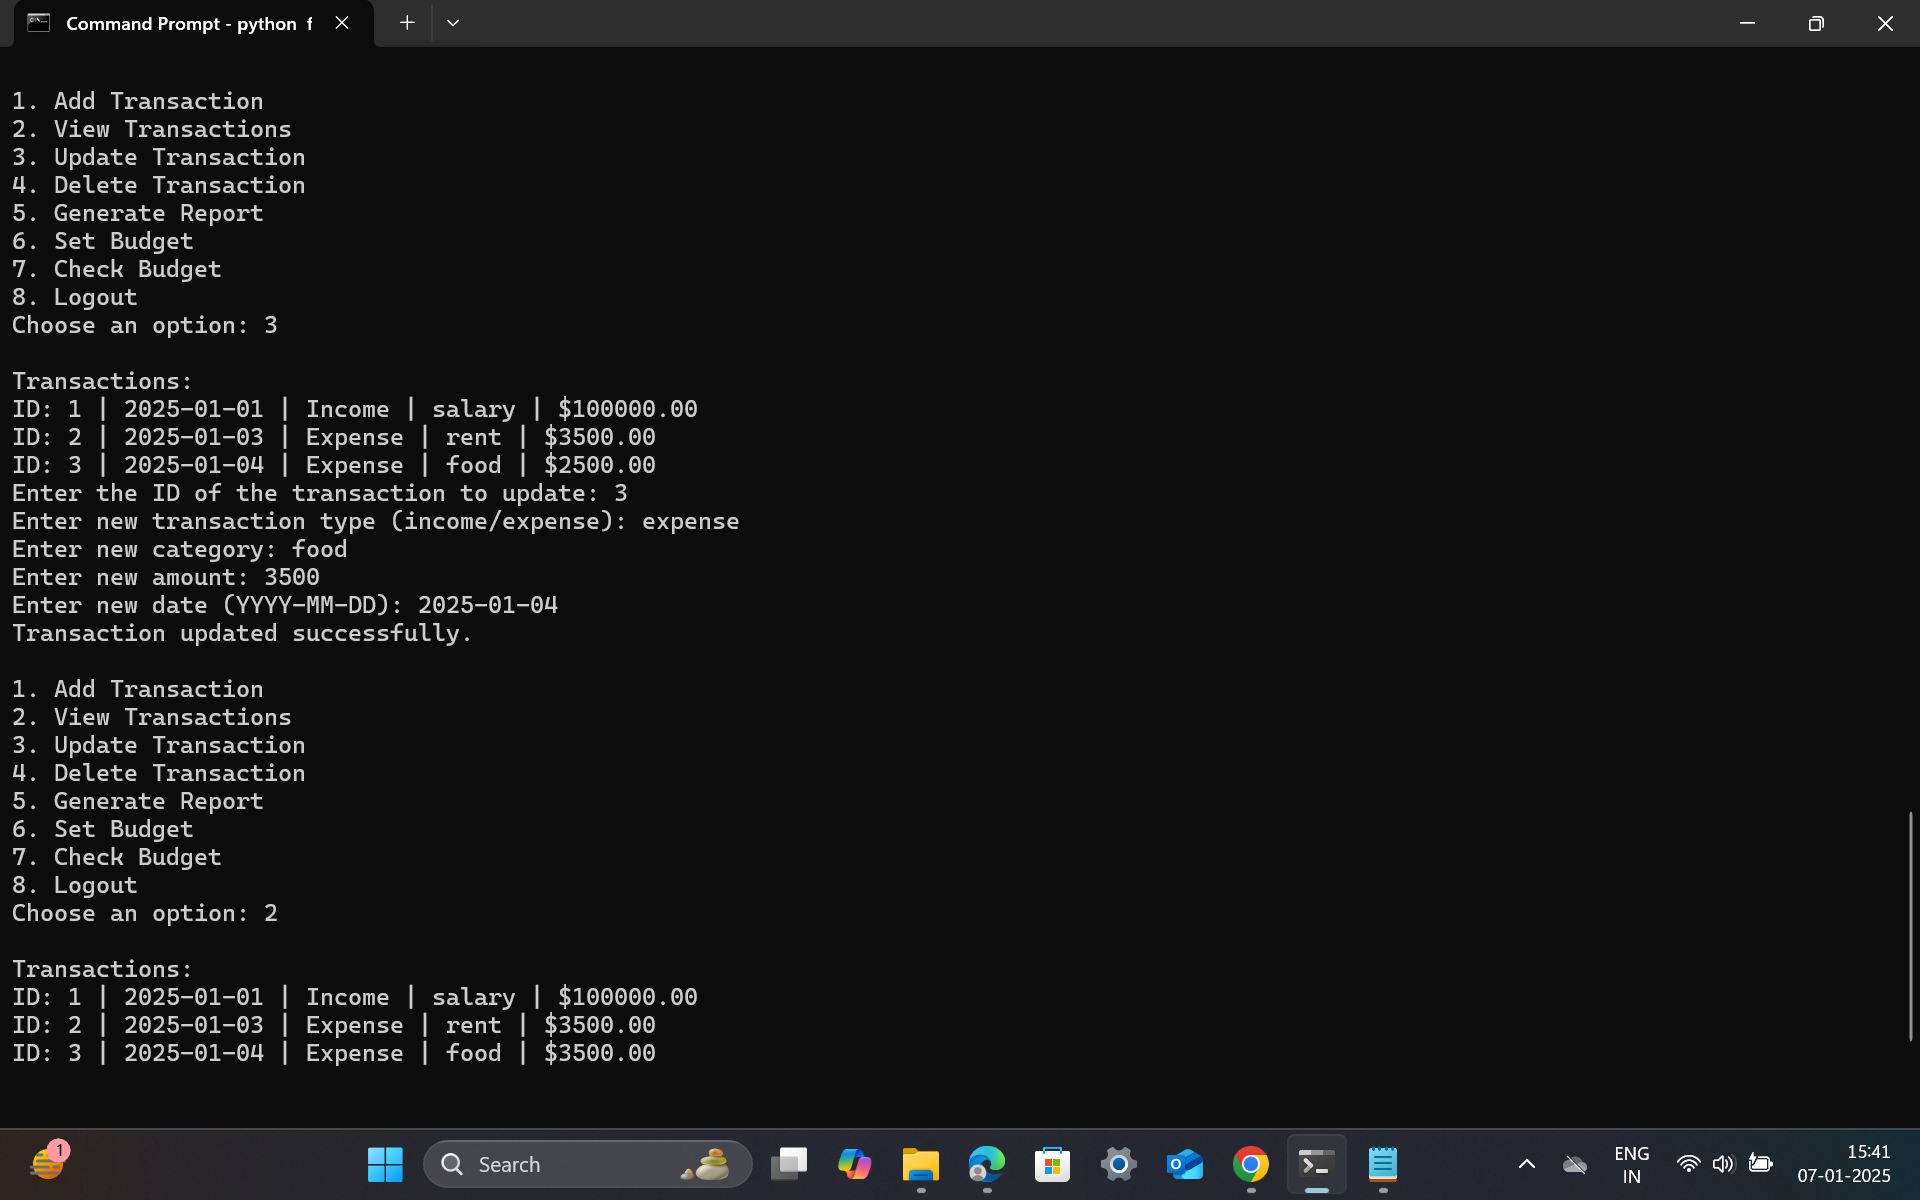 Command Prompt - python f
1. Add Transaction
2. View Transactions
3. Update Transaction
4. Delete Transaction
5. Generate Report
6. Set Budget
7. Check Budget
8. Logout
Choose an option: 3
Transactions:
ID: 1 | 2025-01-01 | Income | salary | $100000.00
ID: 2 | 2025-01-03 | Expense | rent | $3500.00
ID: 3 | 2025-01-04 | Expense | food | $2500.00
Enter the ID of the transaction to update: 3
Enter new transaction type (income/expense): expense
Enter new category: food
Enter new amount: 3500
Enter new date (YYYY-MM-DD): 2025-01-04
Transaction updated successfully.
1. Add Transaction
2. View Transactions
3. Update Transaction
4. Delete Transaction
5. Generate Report
6. Set Budget
7. Check Budget
8. Logout
Choose an option: 2
Transactions:
ID: 1 | 2025-01-01 | Income | salary | $100000.00
ID: 2 | 2025-01-03 | Expense | rent | $3500.00
ID: 3 | 2025-01-04 | Expense | food | $3500.00
1
Search
ENG
IN
15:41
07-01-2025